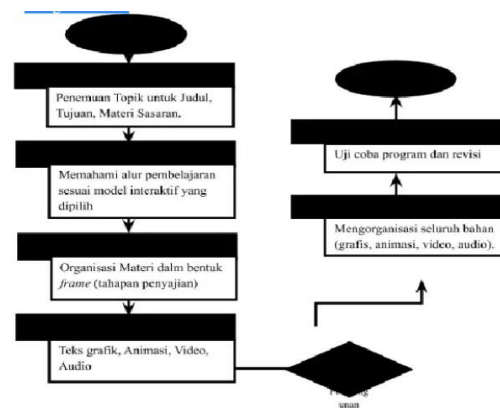 Penemuan Topik untuk Judul,
Tujuan, Materi Sasaran.
Memahami alur pembelajaran
sesuai model interaktif yang
dipilih
Organisasi Materi dalm bentuk
frame (tahapan penyajian)
Teks grafik, Animasi, Video,
Audio
Uji coba program dan revisi
Mengorganisasi seluruh bahan
(grafis, animasi, video, audio).
unan